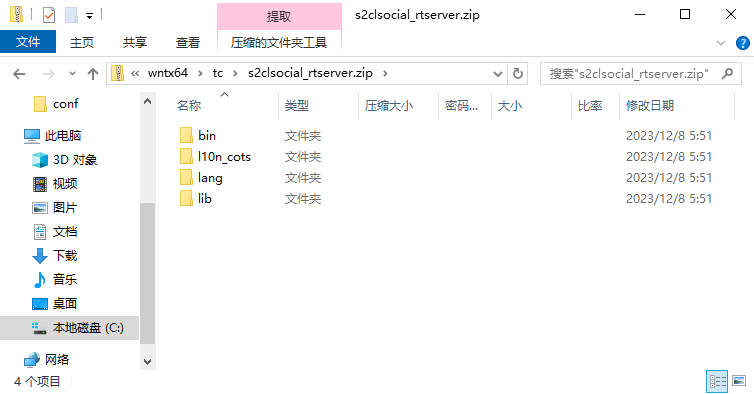 提取 s2clsocial_rtserver.zip
文件 主页 共享 查看 压缩的文件夹工具
« wntx64 › tc › s2clsocial_rtserver.zip › 搜索"s2clsocial_rtserver.zip"
名称 类型 压缩大小 密码... 大小 比率 修改日期
conf
此电脑
3D 对象
视频
图片
文档
下载
音乐
桌面
本地磁盘 (C:)
网络
bin 文件夹 2023/12/8 5:51
l10n_cots 文件夹 2023/12/8 5:51
lang 文件夹 2023/12/8 5:51
lib 文件夹 2023/12/8 5:51
4 个项目